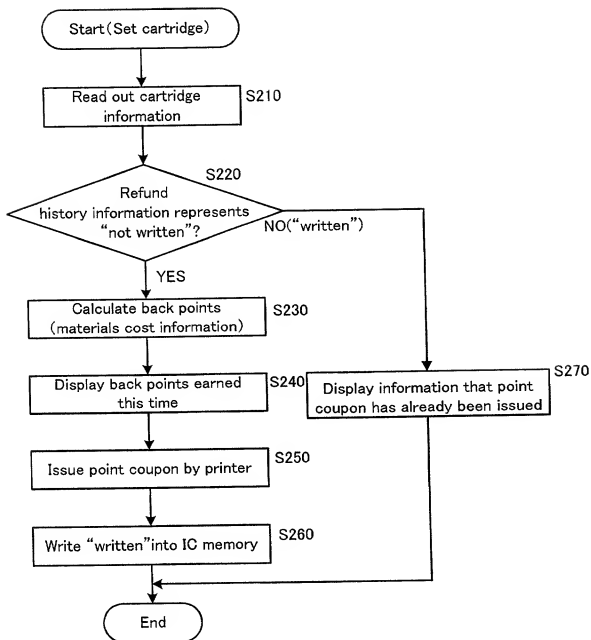 Start(Set cartridge)
Read out cartridge
information
S210
S220
Refund
history information represents
“not written”?
NO(“written”)
YES
Calculate back points
(materials cost information)
S230
Display back points earned
this time
S240
Display information that point
coupon has already been issued
S270
Issue point coupon by printer
S250
Write “written”into IC memory
S260
End